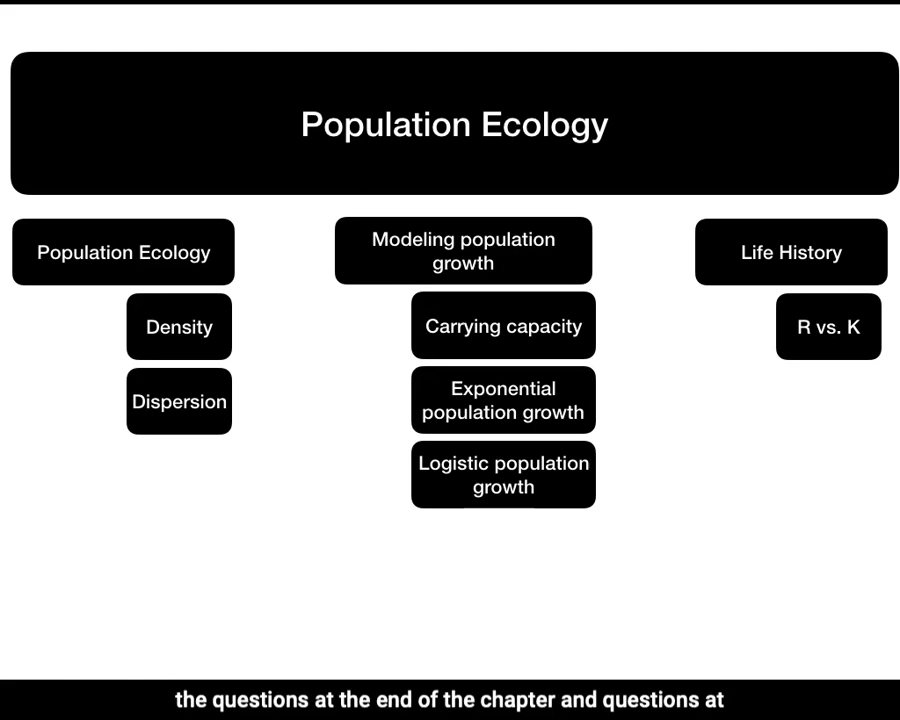 Population Ecology
Population Ecology
Density
Dispersion
Modeling population
growth
Carrying capacity
Exponential
population growth
Logistic population
growth
Life History
R vs. K
the questions at the end of the chapter and questions at